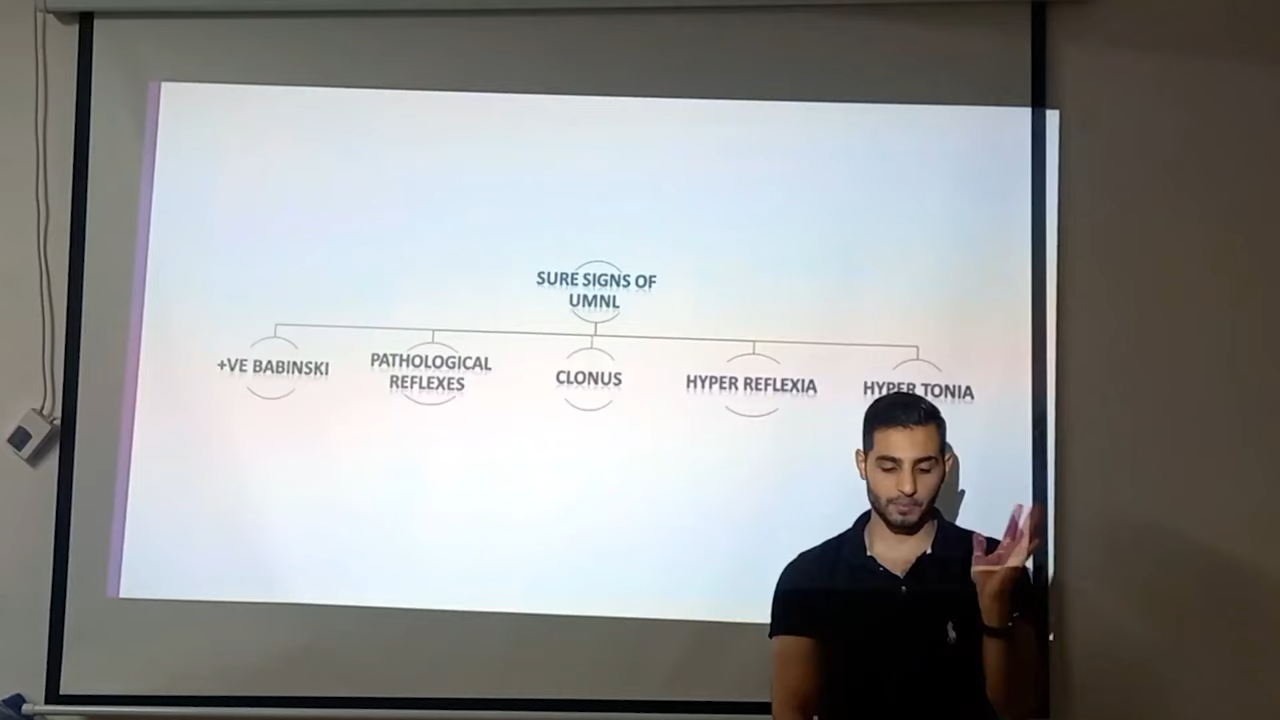 SURE SIGNS OF
UMNL
+VE BABINSKI
PATHOLOGICAL
REFLEXES
CLONUS
HYPER REFLEXIA
HYPER TONIA